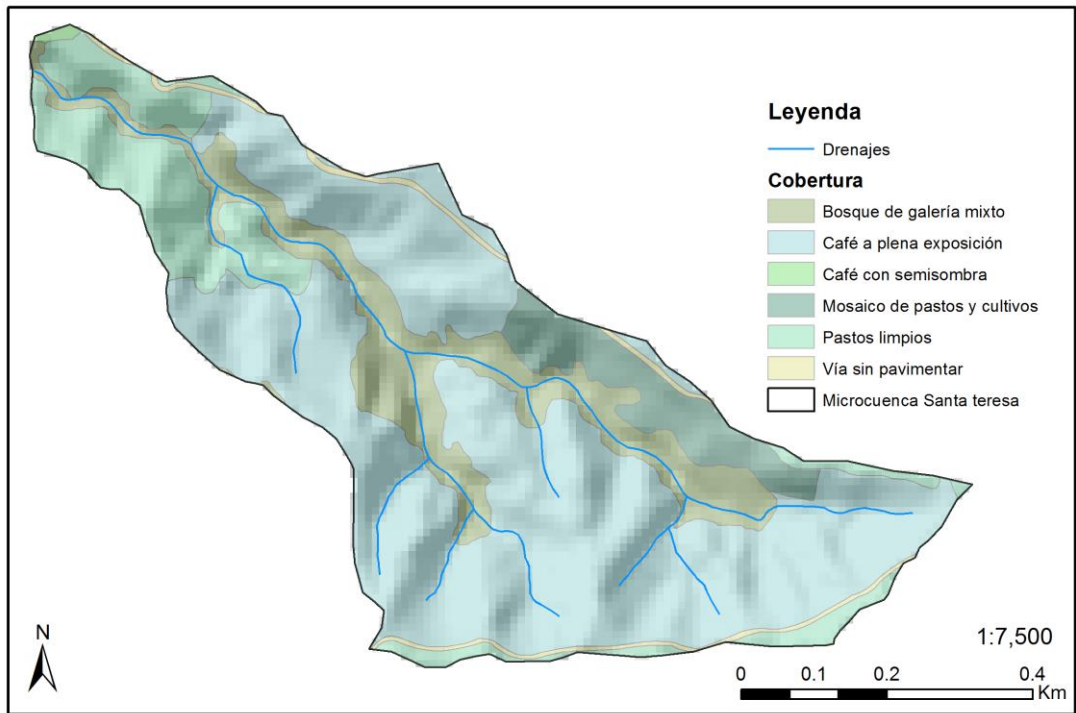 Leyenda
Drenajes
Cobertura
Bosque de galería mixto
Café a plena exposición
Café con semisombra
Mosaico de pastos y cultivos
Pastos limpios
Vía sin pavimentar
Microcuenca Santa teresa
N
1:7,500
0 0.1 0.2 0.4
Km